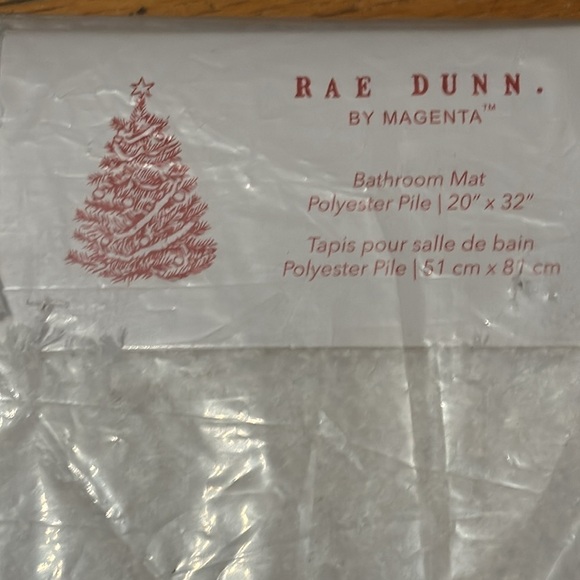 RAE DUNN.
BY MAGENTA™
Bathroom Mat
Polyester Pile | 20" x 32"
Tapis pour salle de bain
Polyester Pile | 51 cm x 81 cm